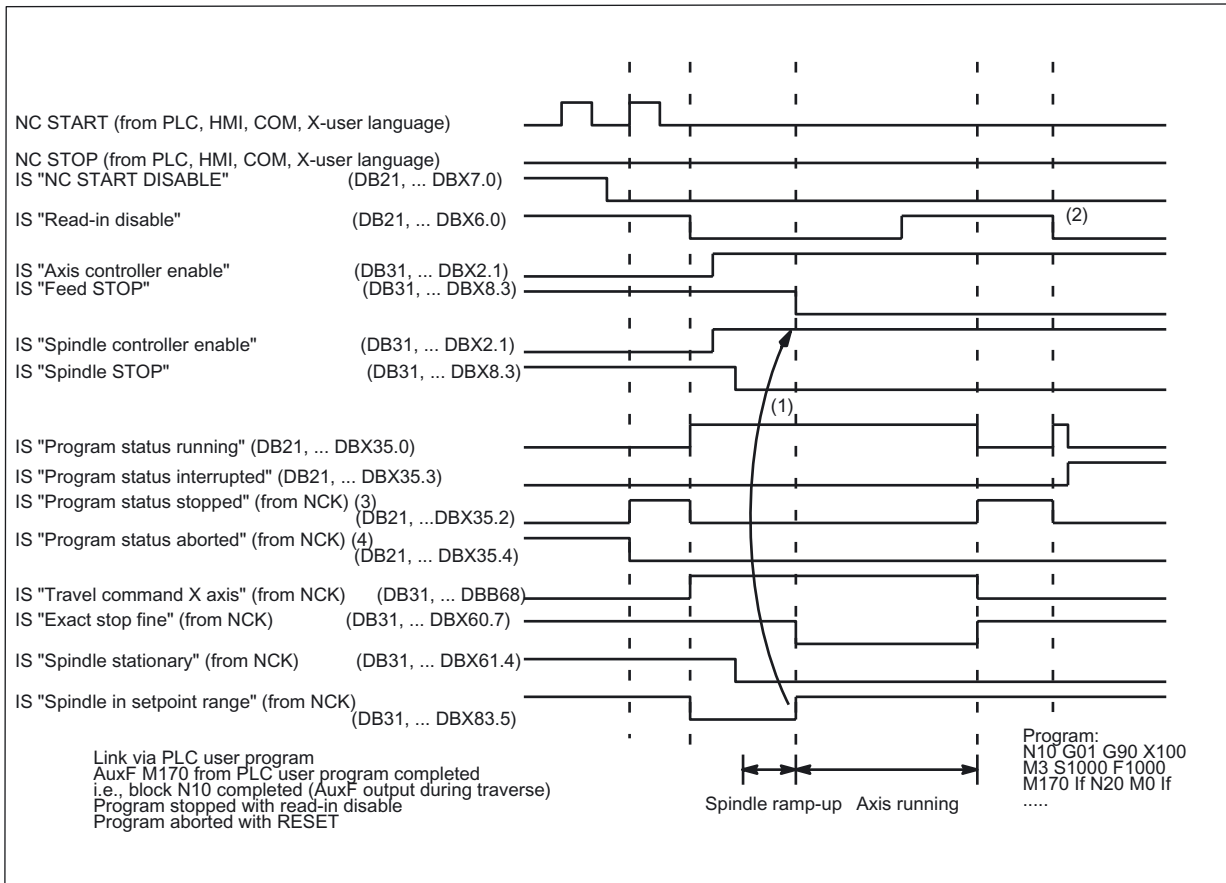 NC START (from PLC, HMI, COM, X-user language)
NC STOP (from PLC, HMI, COM, X-user language)
IS "NC START DISABLE" (DB21, ... DBX7.0)
IS "Read-in disable" (DB21, ... DBX6.0)
(2)
IS "Axis controller enable" (DB31, ... DBX2.1)
IS "Feed STOP" (DB31, ... DBX8.3)
IS "Spindle controller enable" (DB31, ... DBX2.1)
IS "Spindle STOP" (DB31, ... DBX8.3)
(1)
IS "Program status running" (DB21, ... DBX35.0)
IS "Program status interrupted" (DB21, ... DBX35.3)
IS "Program status stopped" (from NCK) (3)
(DB21, ...DBX35.2)
IS "Program status aborted" (from NCK) (4)
(DB21, ... DBX35.4)
IS "Travel command X axis" (from NCK) (DB31, ... DBB68)
IS "Exact stop fine" (from NCK) (DB31, ... DBX60.7)
IS "Spindle stationary" (from NCK) (DB31, ... DBX61.4)
IS "Spindle in setpoint range" (from NCK)
(DB31, ... DBX83.5)
Link via PLC user program
AuxF M170 from PLC user program completed
i.e., block N10 completed (AuxF output during traverse)
Program stopped with read-in disable
Program aborted with RESET
Spindle ramp-up Axis running
Program:
N10 G01 G90 X100
M3 S1000 F1000
M170 lf N20 M0 lf
.....